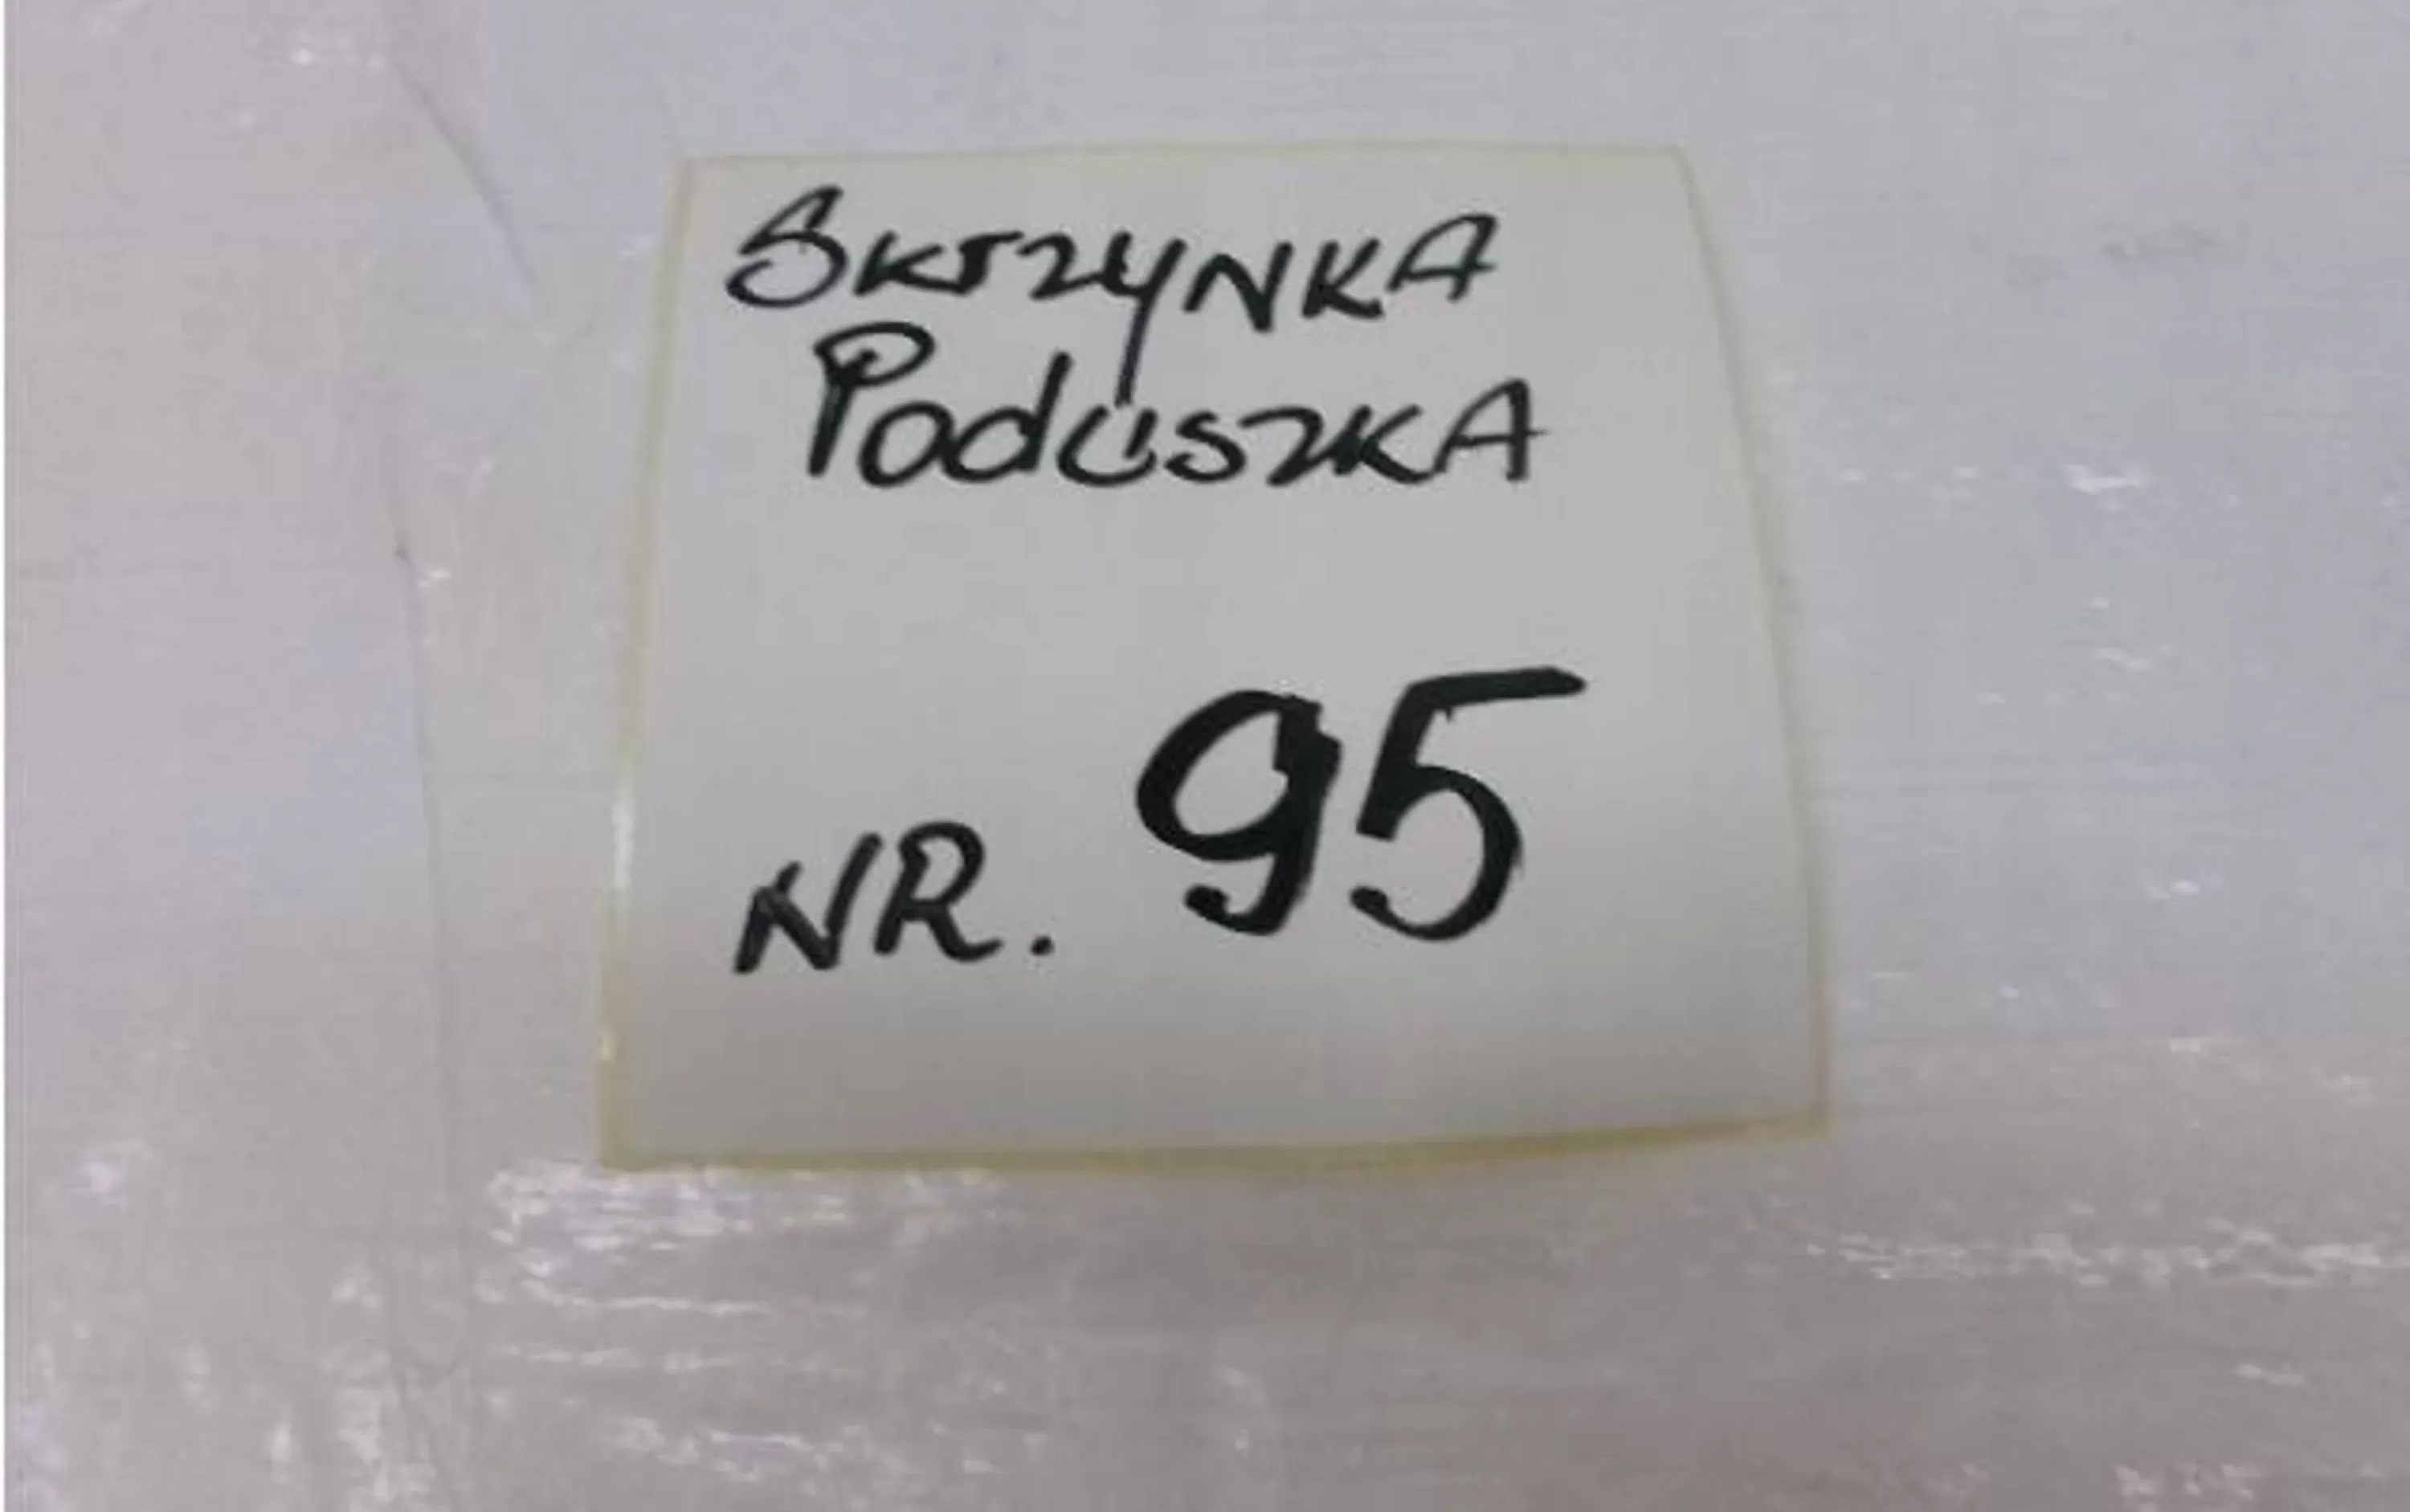 SKrzyNKA
PoduszKA
NR. 95